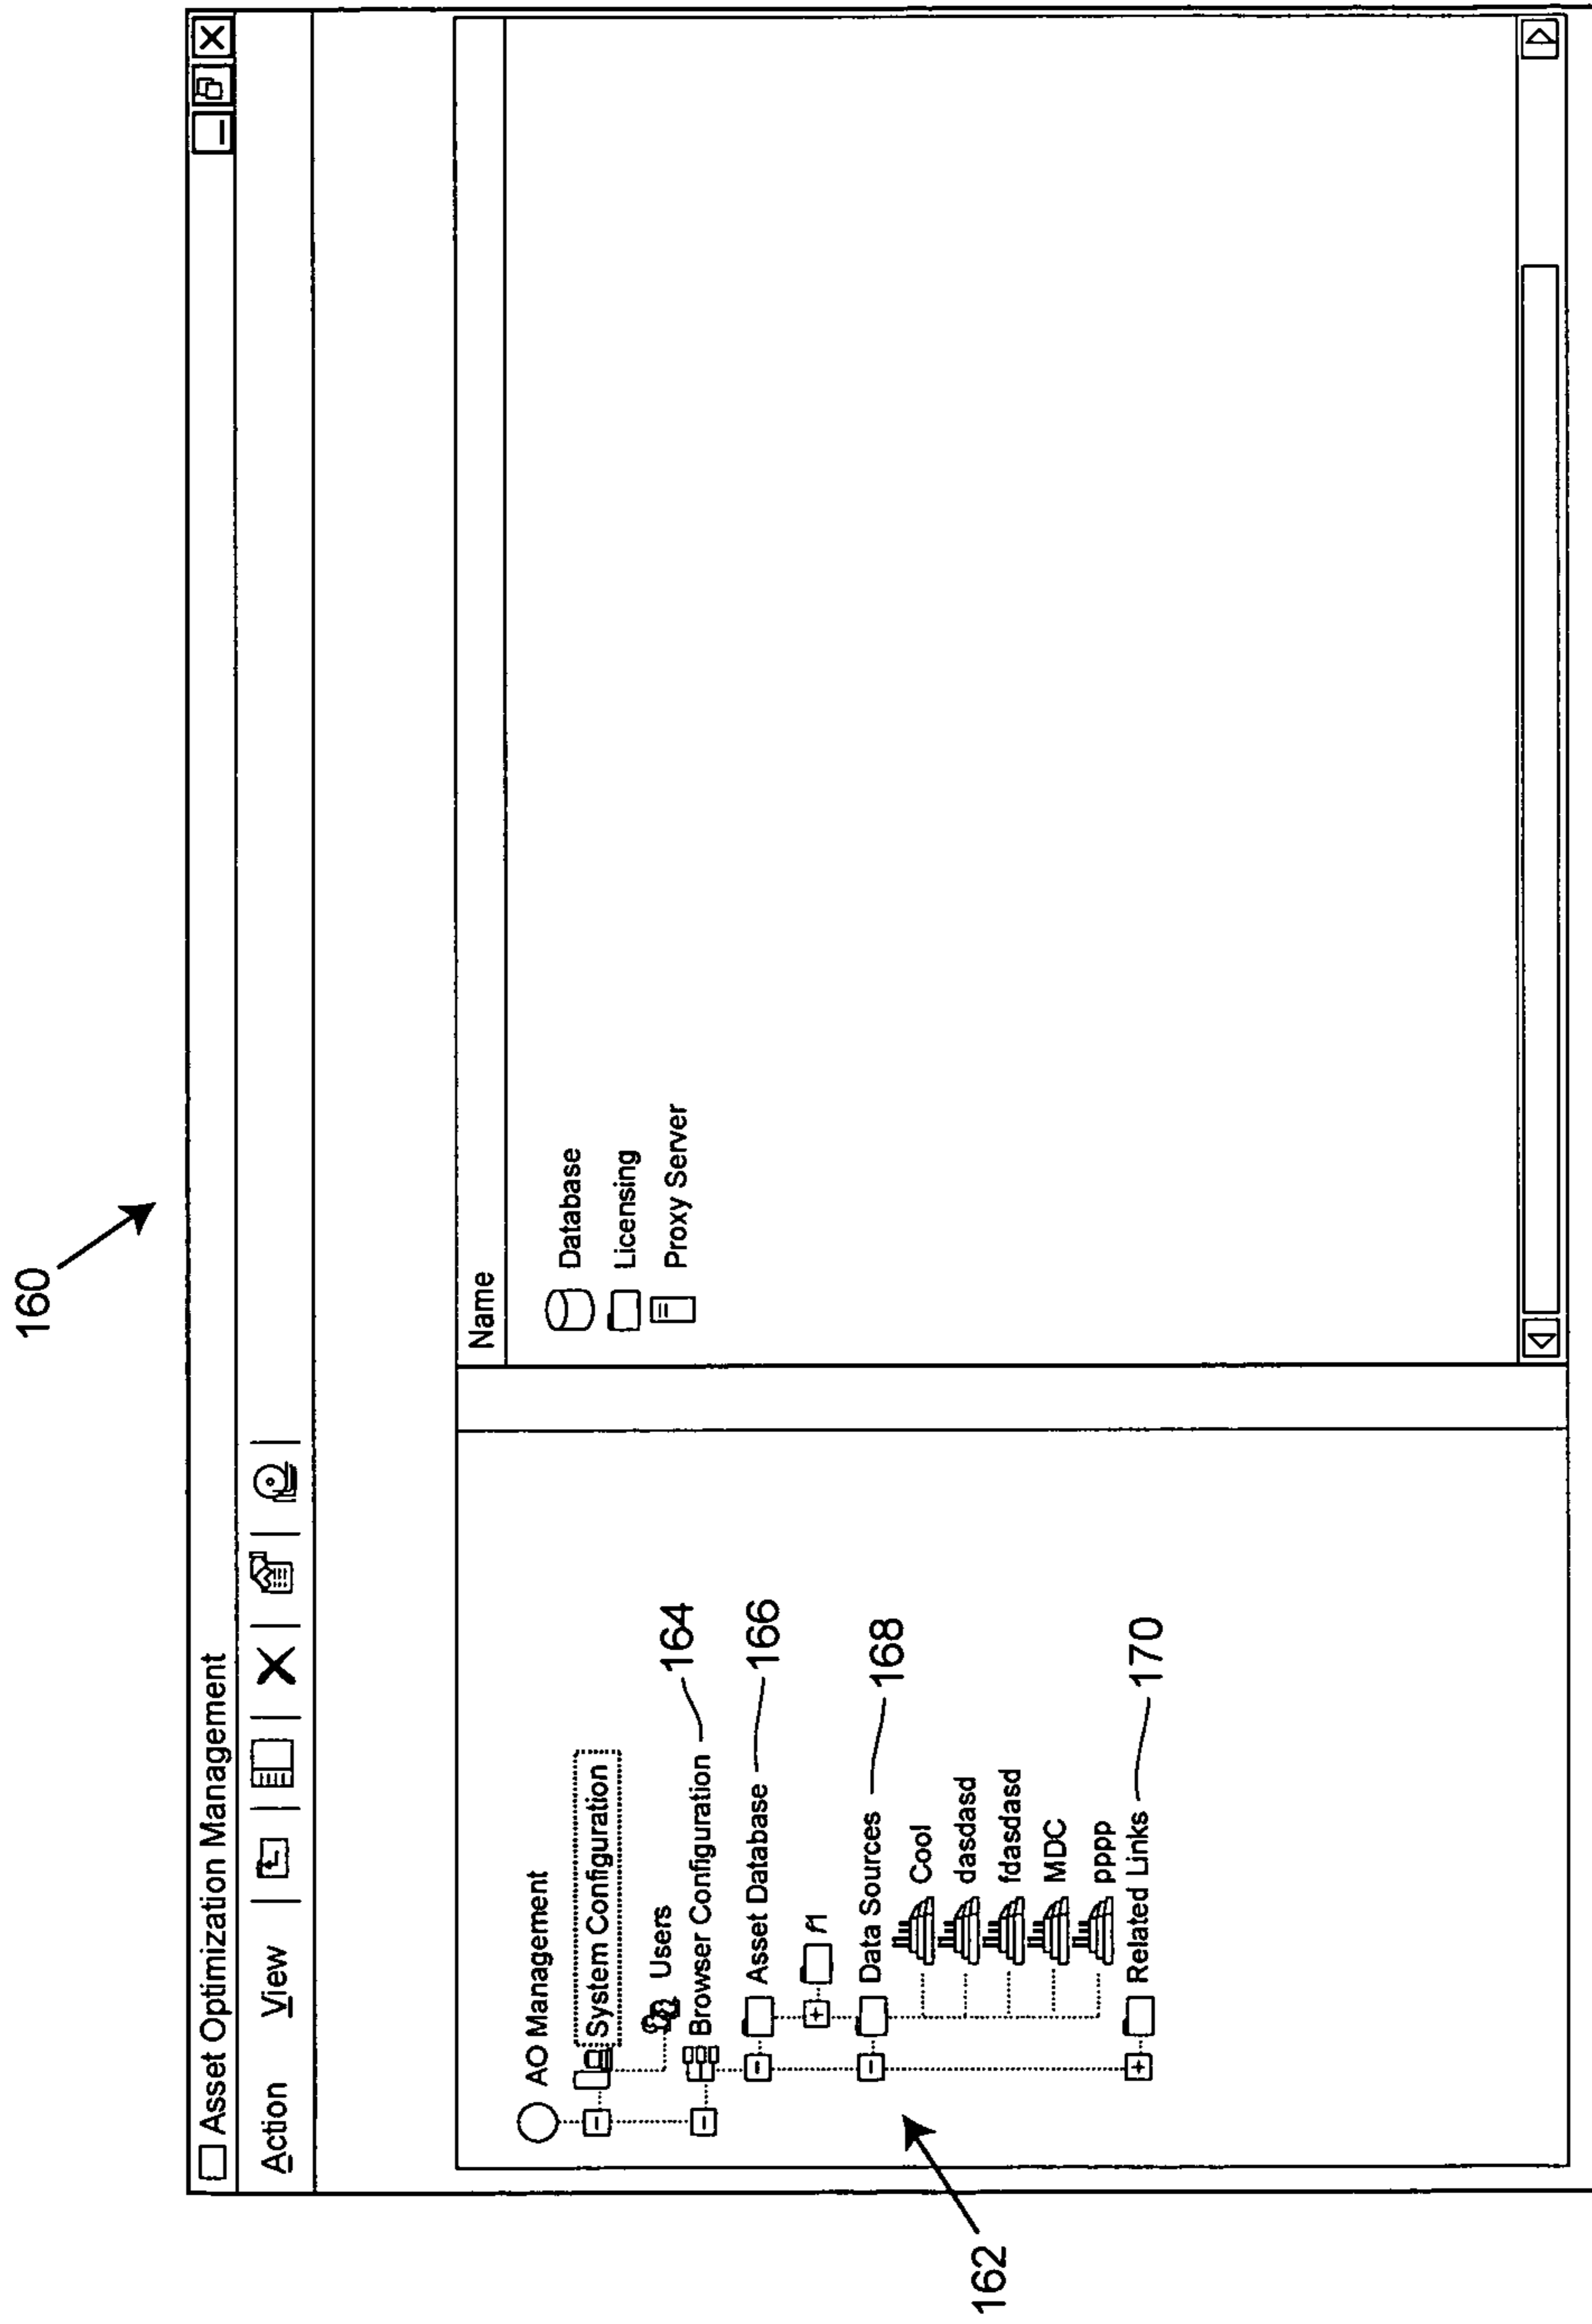 160
Asset Optimization Management
Action View
Name
AO Management
System Configuration
Users
Browser Configuration 164
Asset Database 166
f1
Data Sources 168
Cool
dasdasd
fdasdasd
MDC
pppp
Related Links 170
162
Database
Licensing
Proxy Server